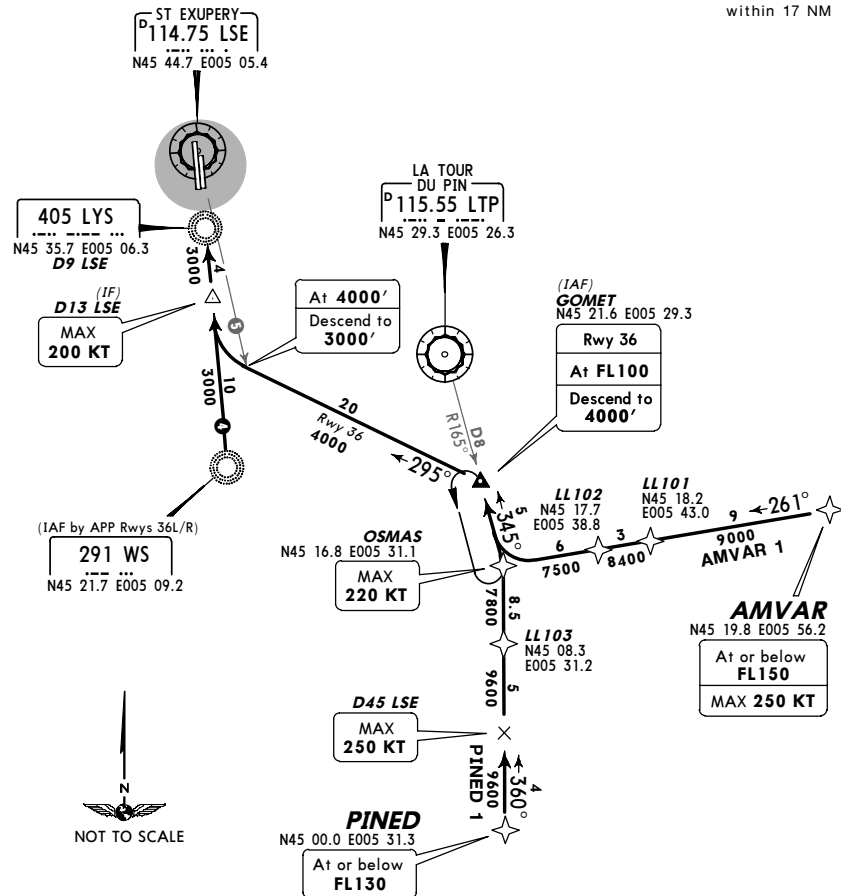 within 17 NM
ST EXUPERY
D 114.75 LSE
N45 44.7 E005 05.4
405 LYS
N45 35.7 E005 06.3
D9 LSE
3000
4
5
(IF)
D13 LSE
MAX
200 KT
At 4000'
Descend to
3000'
LA TOUR
DU PIN
D 115.55 LTP
N45 29.3 E005 26.3
(IAF)
GOMET
N45 21.6 E005 29.3
Rwy 36
At FL100
Descend to
4000'
10
3000
4
20
Rwy 36
4000
295°
D8
R165°
(IAF by APP Rwys 36L/R)
291 WS
N45 21.7 E005 09.2
5
345°
OSMAS
N45 16.8 E005 31.1
MAX
220 KT
LL102
N45 17.7
E005 38.8
LL101
N45 18.2
E005 43.0
6
7500
3
8400
9
9000
261°
AMVAR 1
AMVAR
N45 19.8 E005 56.2
At or below
FL150
MAX 250 KT
8.5
7800
LL103
N45 08.3
E005 31.2
5
9600
D45 LSE
MAX
250 KT
4
360°
9600
PINED 1
PINED
N45 00.0 E005 31.3
At or below
FL130
N
NOT TO SCALE